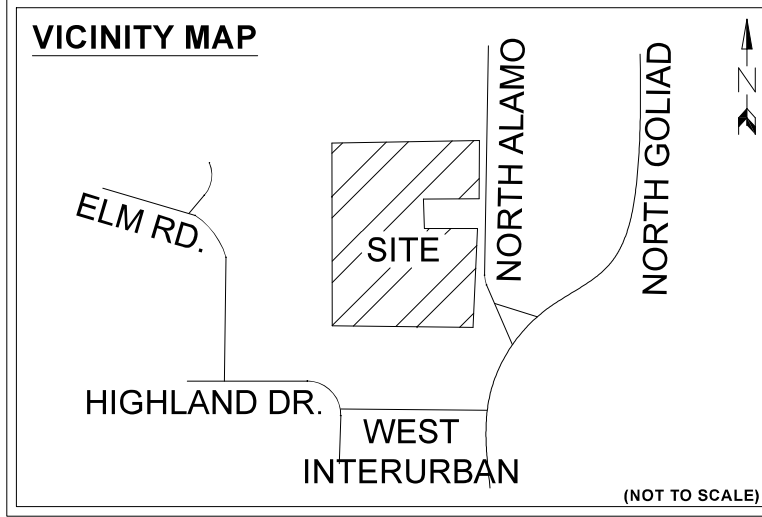 VICINITY MAP
N
NORTH ALAMO
NORTH GOLIAD
ELM RD.
SITE
HIGHLAND DR.
WEST
INTERURBAN
(NOT TO SCALE)